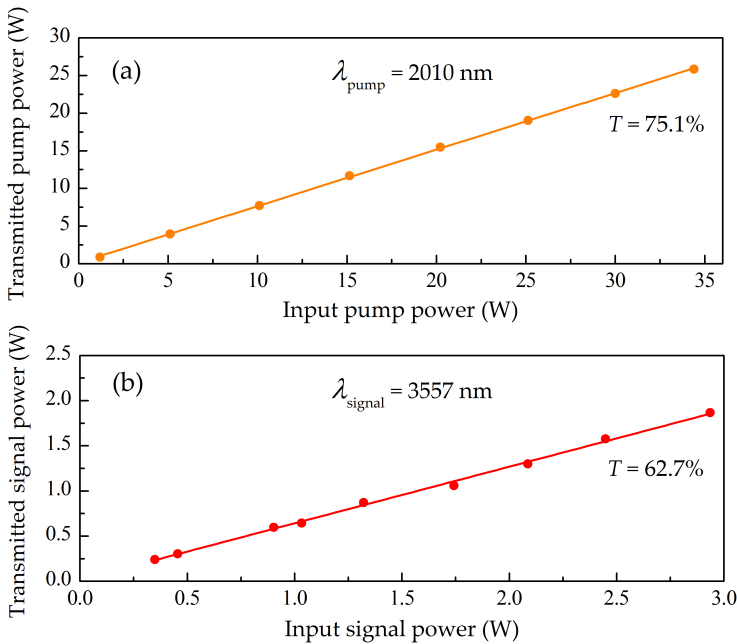 Transmitted pump power (W)
30
25
20
15
10
5
0
(a)
λpump = 2010 nm
T = 75.1%
0 5 10 15 20 25 30 35
Input pump power (W)
Transmitted signal power (W)
2.5
2.0
1.5
1.0
0.5
0.0
(b)
λsignal = 3557 nm
T = 62.7%
0.0 0.5 1.0 1.5 2.0 2.5 3.0
Input signal power (W)